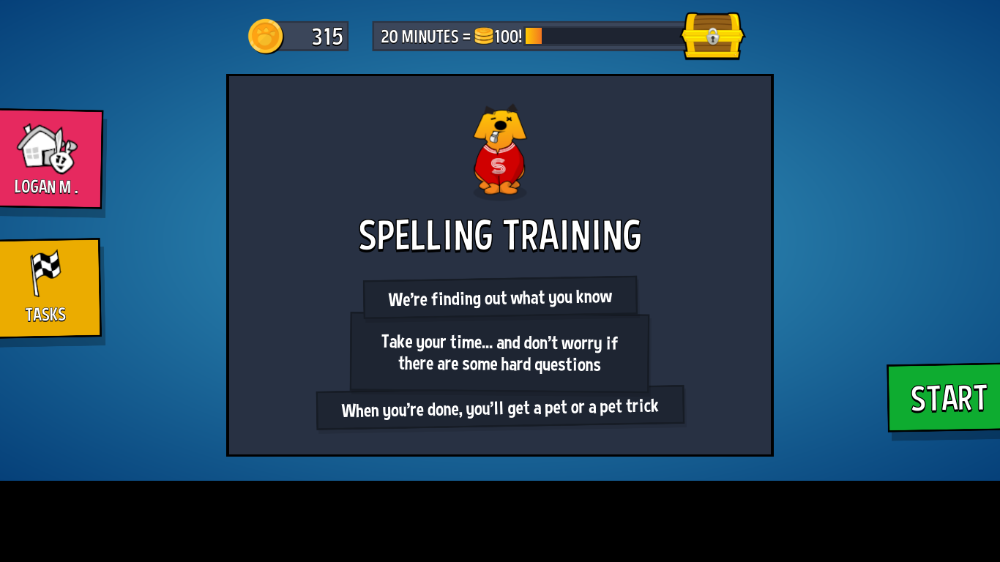 315
20 MINUTES = 100!
LOGAN M .
S
SPELLING TRAINING
We're finding out what you know
TASKS
Take your time... and don't worry if
there are some hard questions
START
When you're done, you'll get a pet or a pet trick